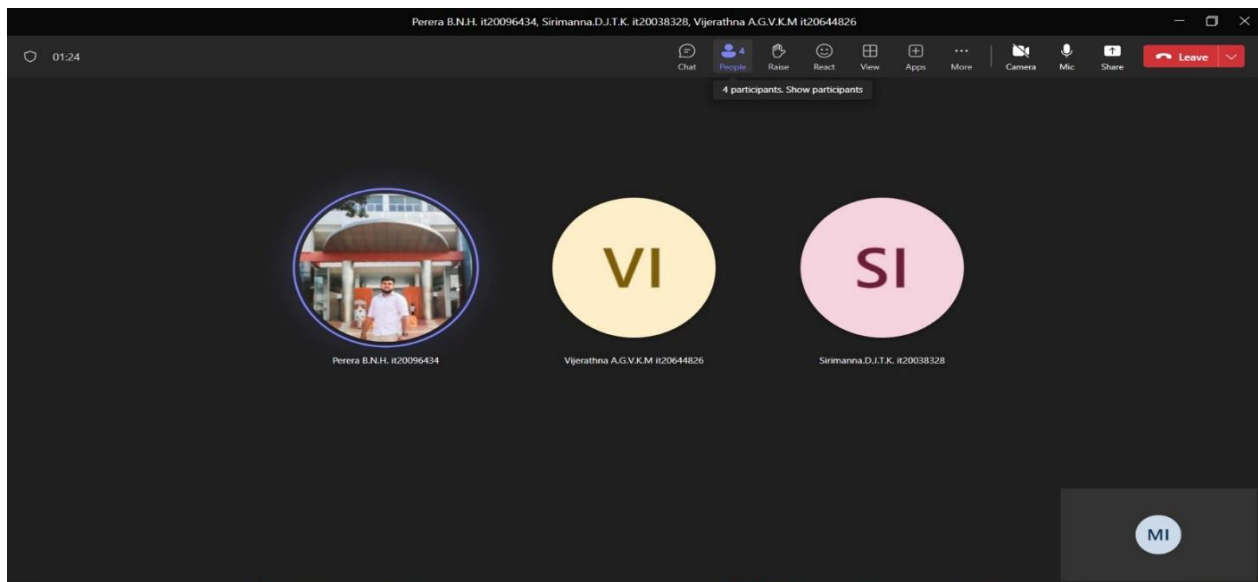 Perera B.N.H. it20096434, Sirimanna.D.J.T.K. it20038328, Vijerathna A.G.V.K.M it20644826
01:24
4
Chat People Raise React View Apps More Camera Mic Share Leave
4 participants. Show participants
VI SI
Perera B.N.H. it20096434 Vijerathna A.G.V.K.M it20644826 Sirimanna.D.J.T.K. it20038328
MI